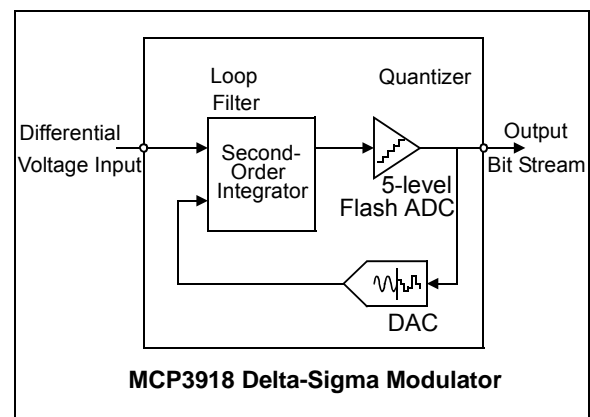 Loop
Filter
Quantizer
Differential
Voltage Input
Second-
Order
Integrator
5-level
Flash ADC
Output
Bit Stream
DAC
MCP3918 Delta-Sigma Modulator